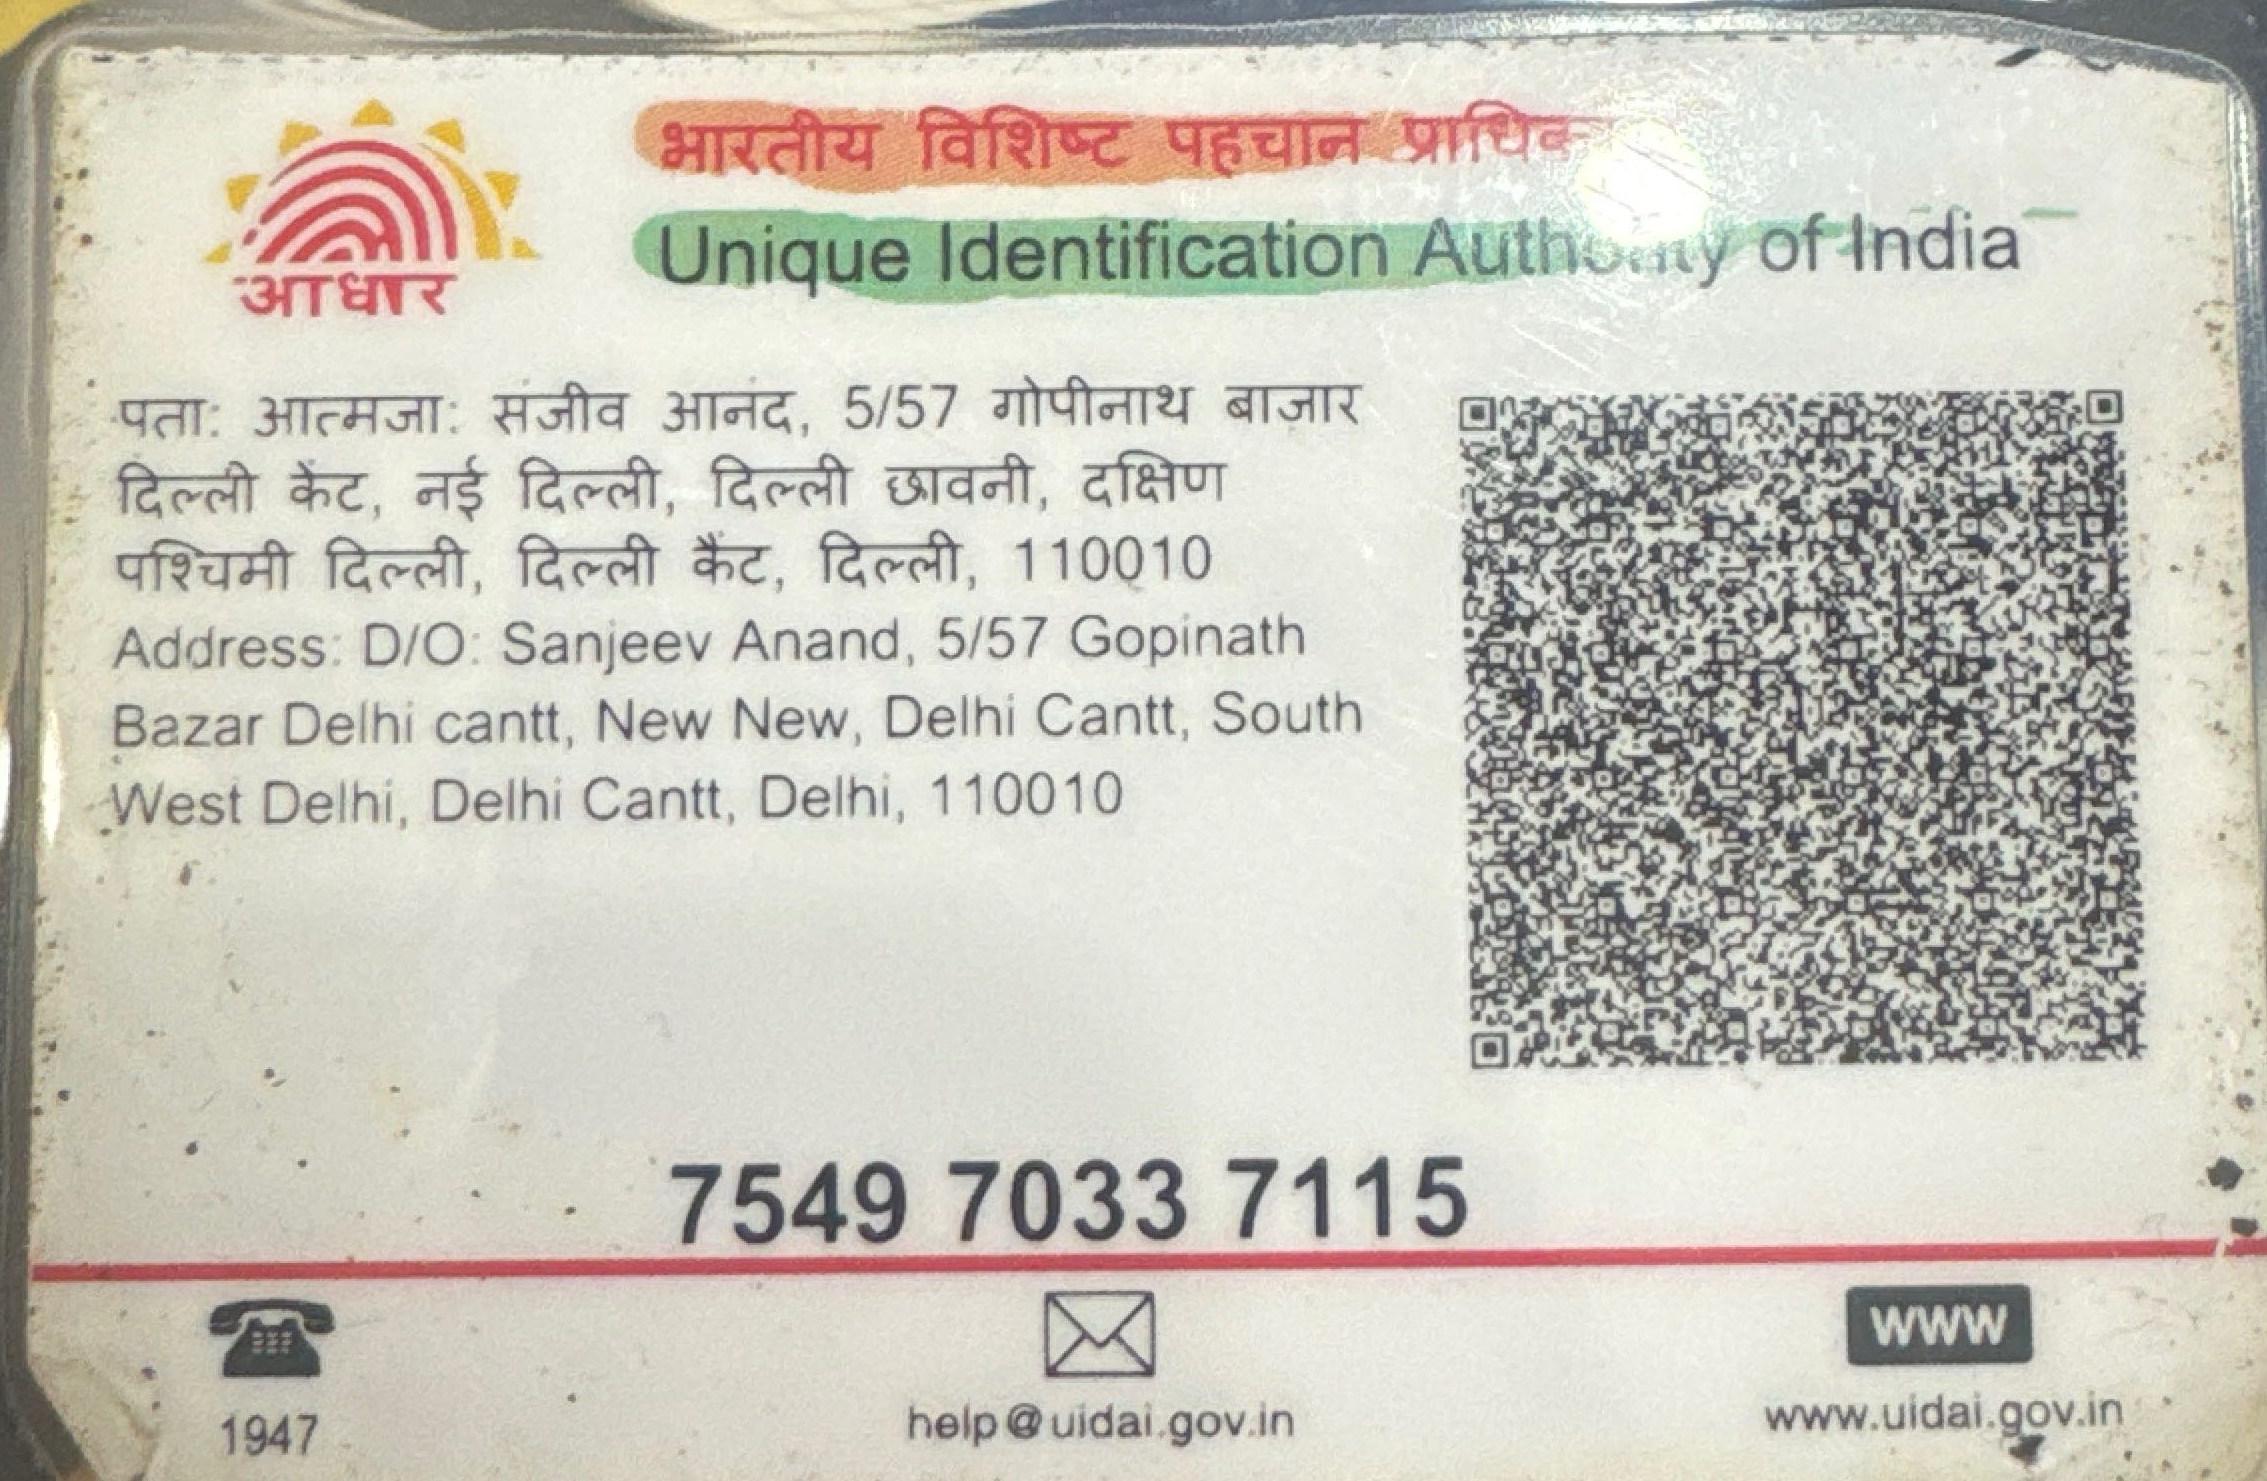 आधार
भारतीय विशिष्ट पहचान
Unique Identification Authority of India
पता: आत्मजा: संजीव आनंद, 5/57 गोपीनाथ बाजार
दिल्ली केंट, नई दिल्ली, दिल्ली छावनी, दक्षिण
पश्चिमी दिल्ली, दिल्ली कैंट, दिल्ली, 110010
Address: D/O: Sanjeev Anand, 5/57 Gopinath
Bazar Delhi cantt, New New, Delhi Cantt, South
West Delhi, Delhi Cantt, Delhi, 110010
7549 7033 7115
WWW
1947
help@uidai.gov.in
www.uidai.gov.in